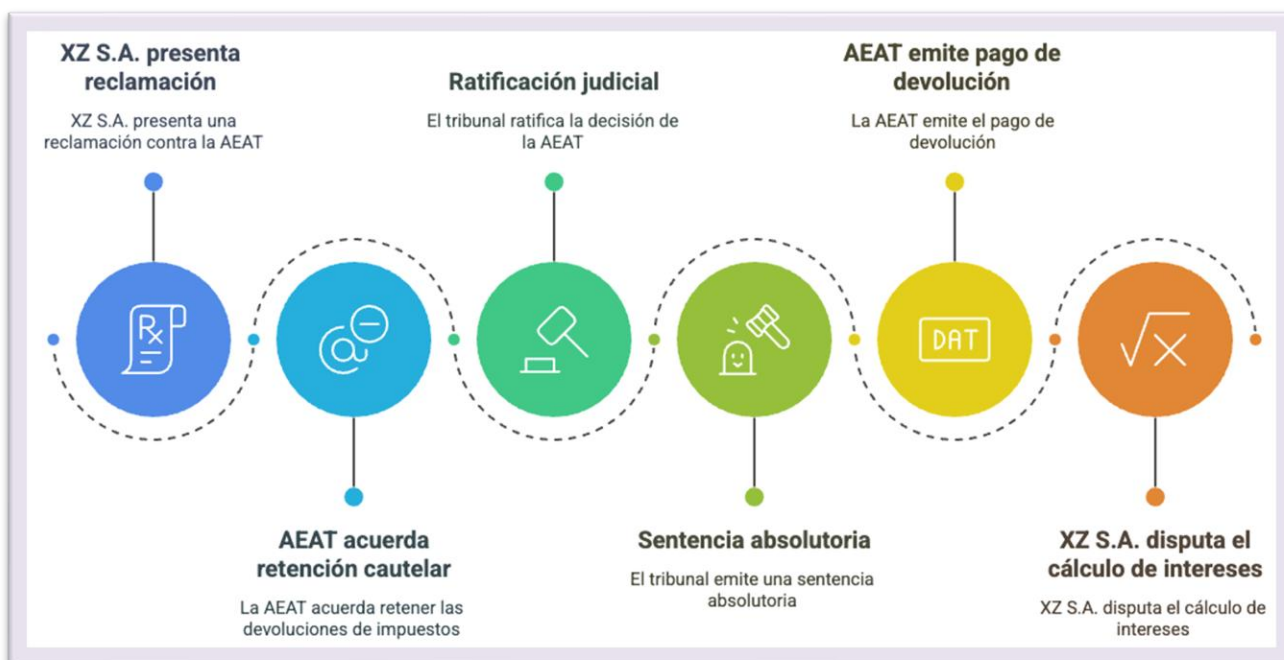 XZ S.A. presenta
reclamación
XZ S.A. presenta una
reclamación contra la AEAT
Rx
AEAT acuerda
retención cautelar
La AEAT acuerda retener las
devoluciones de impuestos
@
Ratificación judicial
El tribunal ratifica la decisión de
la AEAT
Sentencia absolutoria
El tribunal emite una sentencia
absolutoria
AEAT emite pago de
devolución
La AEAT emite el pago de
devolución
DAT
XZ S.A. disputa el
cálculo de intereses
XZ S.A. disputa el cálculo de
intereses
√x